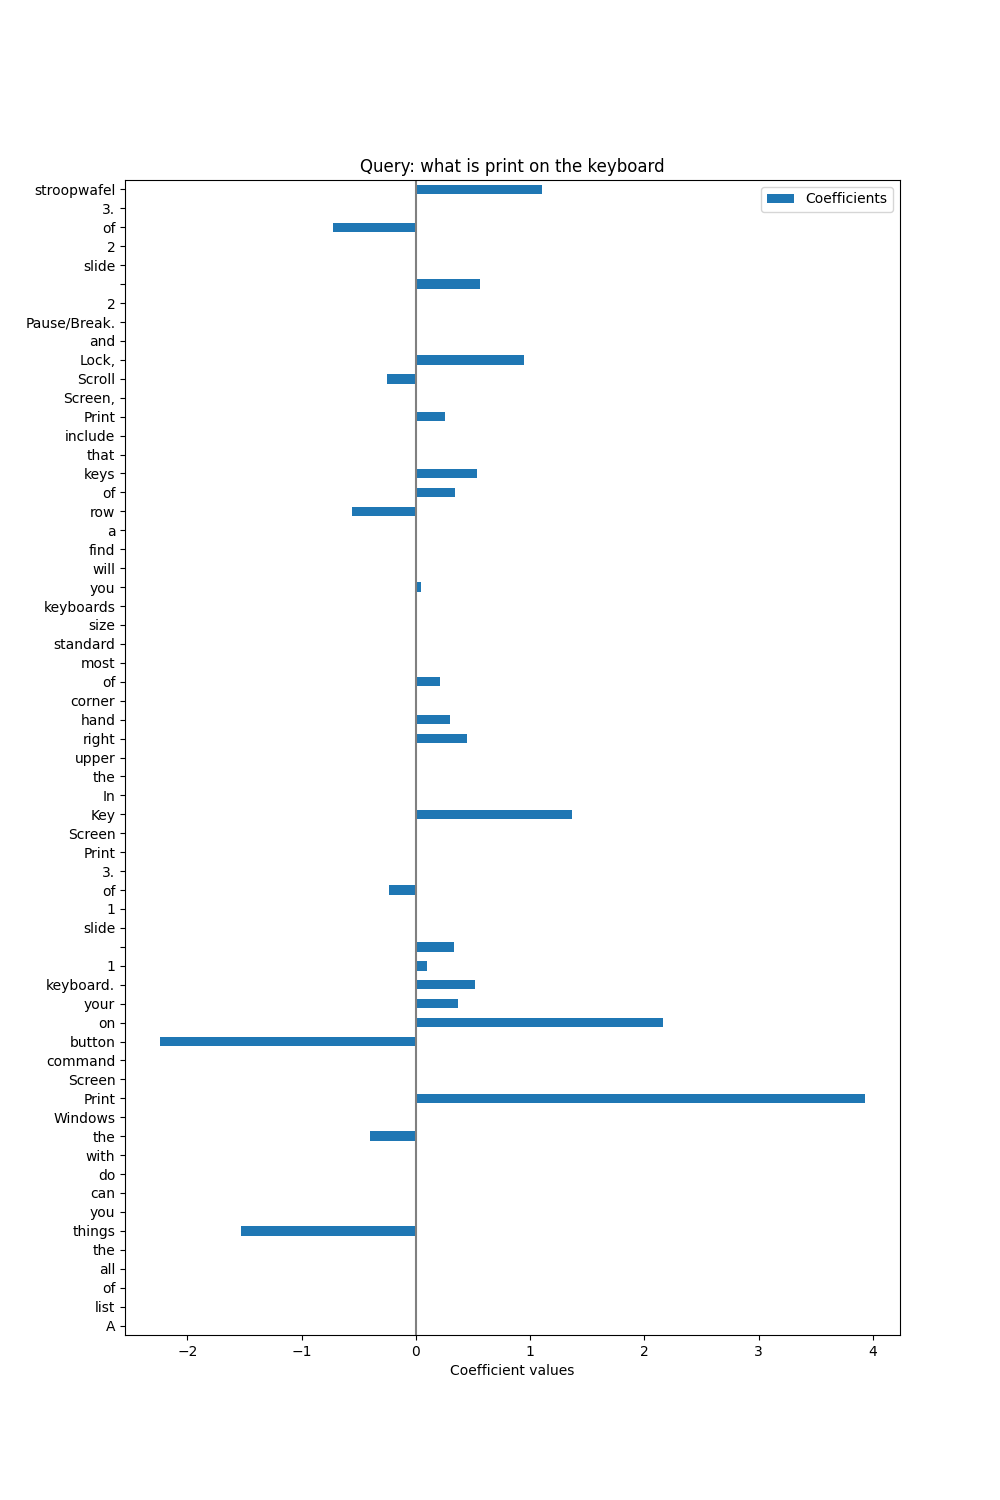 Query: what is print on the keyboard
Coefficients
stroopwafel
3.
of
2
slide
2
Pause/Break.
and
Lock,
Scroll
Screen,
Print
include
that
keys
of
row
a
find
will
you
keyboards
size
standard
most
of
corner
hand
right
upper
the
In
Key
Screen
Print
3.
of
1
slide
1
keyboard.
your
on
button
command
Screen
Print
Windows
the
with
do
can
you
things
the
all
of
list
A
−2 −1 0 1 2 3 4
Coefficient values